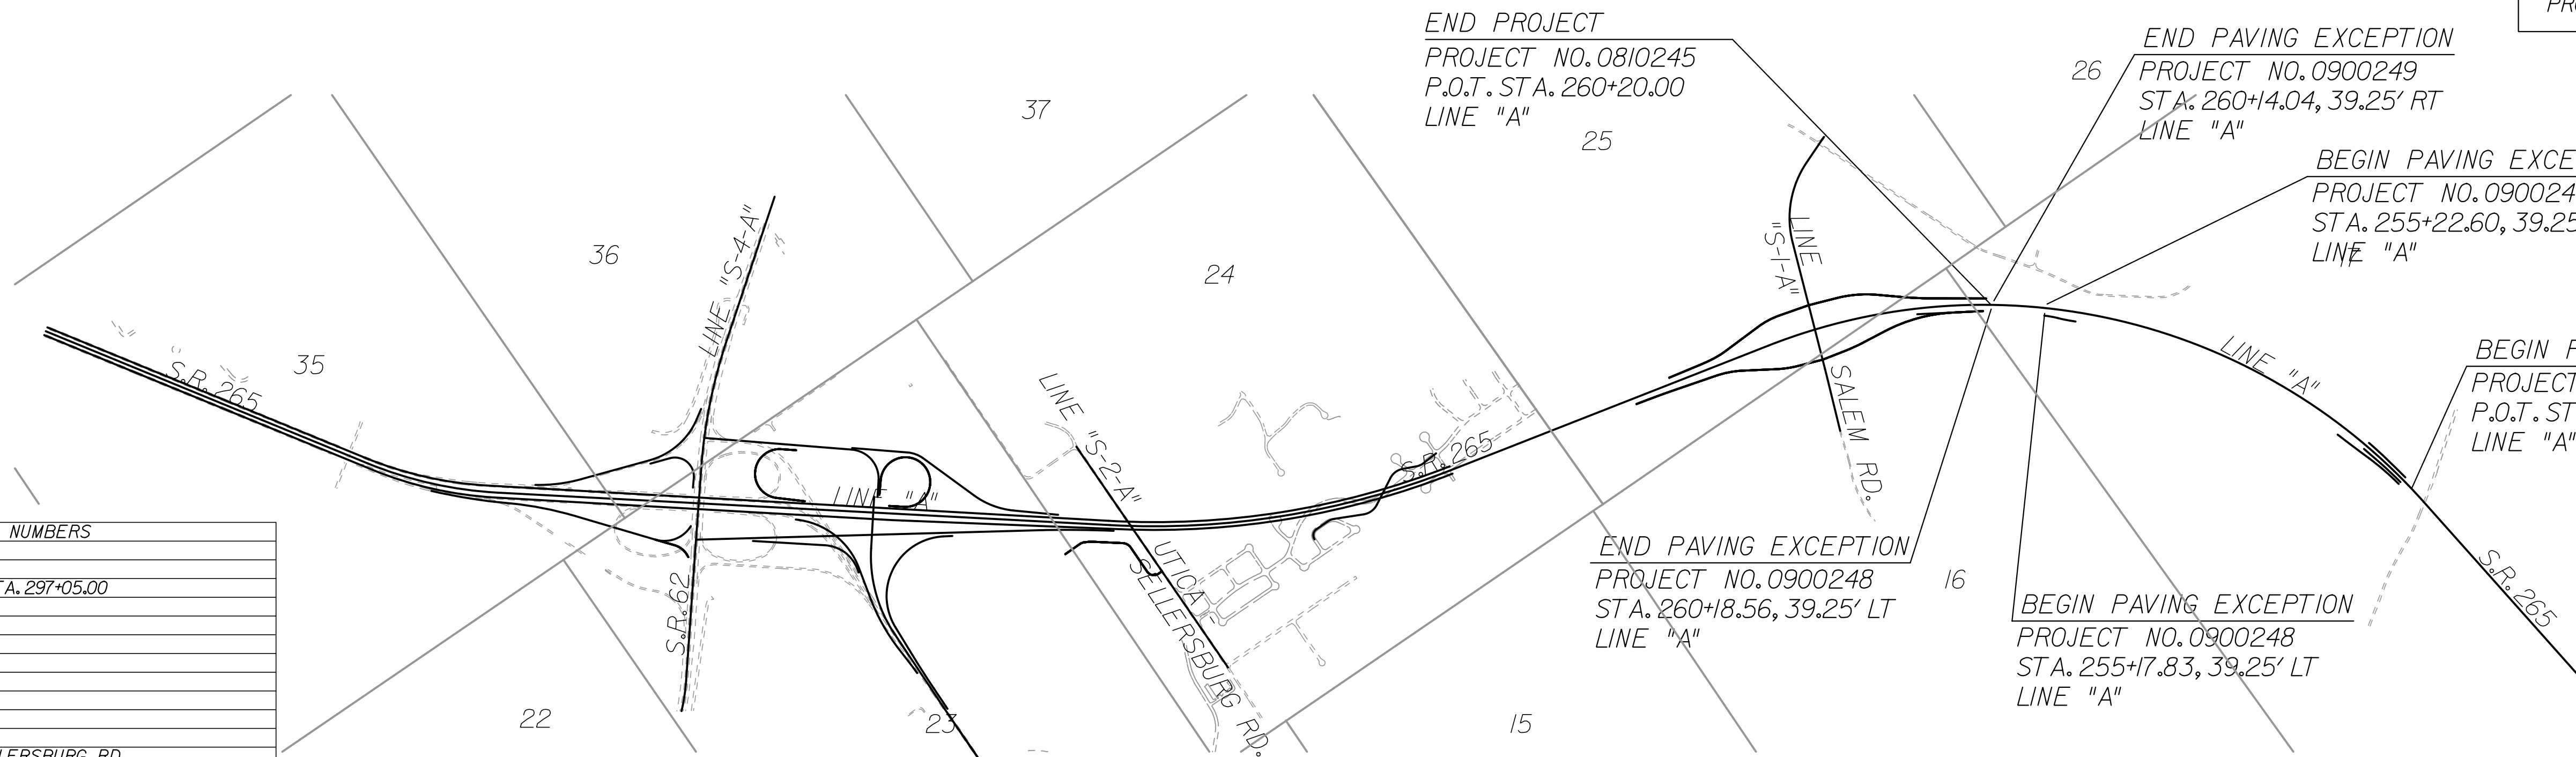 END PROJECT
PROJECT NO. 0810245
P.O.T. STA. 260+20.00
LINE "A"
END PAVING EXCEPTION
PROJECT NO. 0900249
STA. 260+14.04, 39.25' RT
LINE "A"
26
37
25
BEGIN PAVING EXCE
PROJECT NO. 090024
STA. 255+22.60, 39.25
LINE "A"
17
36
LINE "S-4-A"
24
LINE
"S-1-A"
35
S.R. 265
LINE "S-2-A"
SALEM RD.
LINE "A"
BEGIN
PROJECT
P.O.T. ST
LINE "A"
S.R. 265
LINE "A"
NUMBERS
TA. 297+05.00
S.R. 62
UTICA -
SELLERSBURG RD.
END PAVING EXCEPTION
PROJECT NO. 0900248
STA. 260+18.56, 39.25' LT
LINE "A"
16
BEGIN PAVING EXCEPTION
PROJECT NO. 0900248
STA. 255+17.83, 39.25' LT
LINE "A"
S.R. 265
22
23
15
LERSBURG RD